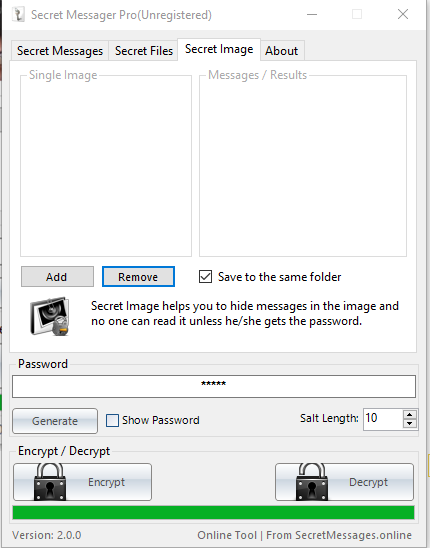 Secret Messager Pro(Unregistered)
Secret Messages
Secret Files
Secret Image
About
Single Image
Messages / Results
Add
Remove
Save to the same folder
Secret Image helps you to hide messages in the image and
no one can read it unless he/she gets the password.
Password
*****
Generate
Show Password
Salt Length:
10
Encrypt / Decrypt
Encrypt
Decrypt
Version: 2.0.0
Online Tool | From SecretMessages.online